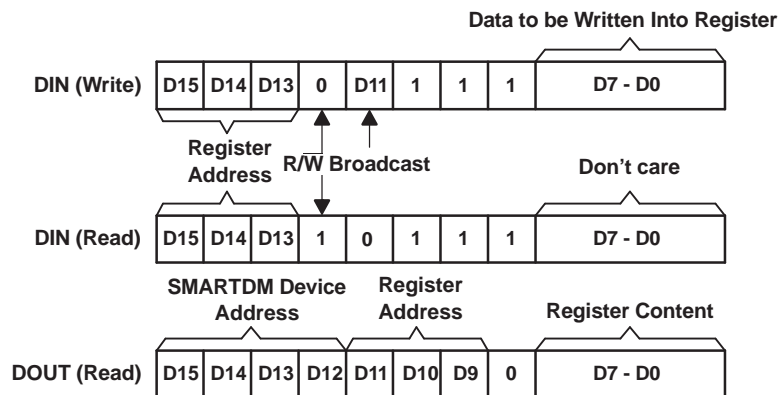 Data to be Written Into Register
DIN (Write) D15 D14 D13 0 D11 1 1 1 D7 - D0
Register Address
R/W̅ Broadcast
Don't care
DIN (Read) D15 D14 D13 1 0 1 1 1 D7 - D0
SMARTDM Device Address
Register Address
Register Content
DOUT (Read) D15 D14 D13 D12 D11 D10 D9 0 D7 - D0